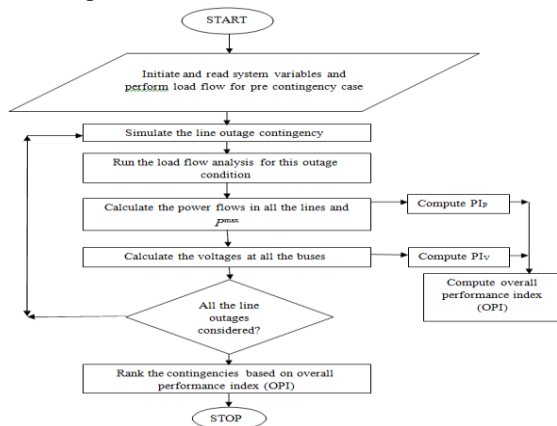 START
Initiate and read system variables and
perform load flow for pre contingency case
Simulate the line outage contingency
Run the load flow analysis for this outage
condition
Calculate the power flows in all the lines and
Pmax
Compute PIP
Calculate the voltages at all the buses
Compute PIV
Compute overall
performance index
(OPI)
All the line
outages
considered?
Rank the contingencies based on overall
performance index (OPI)
STOP